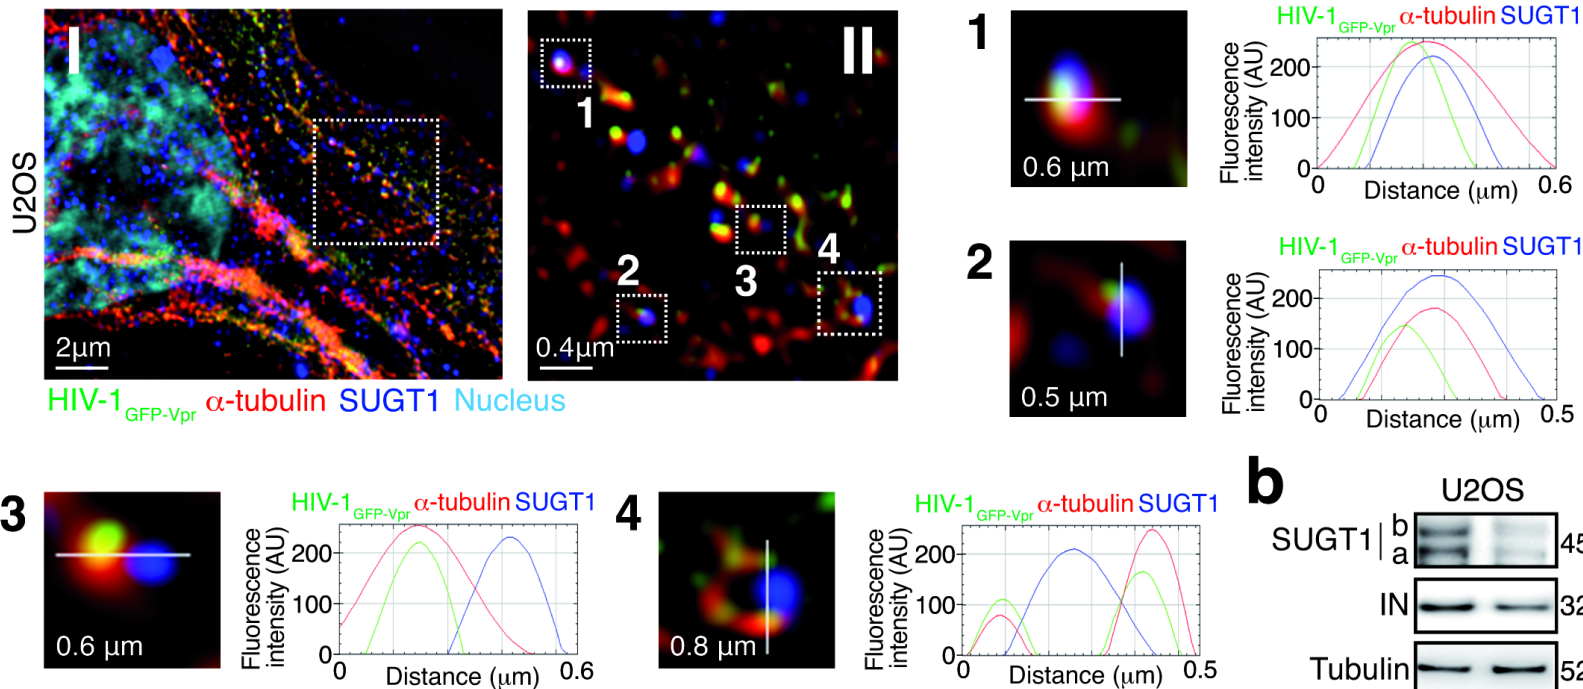 U2OS
I
2µm
HIV-1GFP-Vpr α-tubulin SUGT1 Nucleus
II
1
2
3
4
0.4µm
1
0.6 µm
HIV-1GFP-Vpr α-tubulin SUGT1
Fluorescence
intensity (AU)
200
100
0
0 0.6
Distance (µm)
2
0.5 µm
HIV-1GFP-Vpr α-tubulin SUGT1
Fluorescence
intensity (AU)
200
100
0
0 0.5
Distance (µm)
3
0.6 µm
HIV-1GFP-Vpr α-tubulin SUGT1
Fluorescence
intensity (AU)
200
100
0
0 0.6
Distance (µm)
4
0.8 µm
HIV-1GFP-Vpr α-tubulin SUGT1
Fluorescence
intensity (AU)
200
100
0
0 0.5
Distance (µm)
b
U2OS
SUGT1 b
a
45
IN 32
Tubulin 52